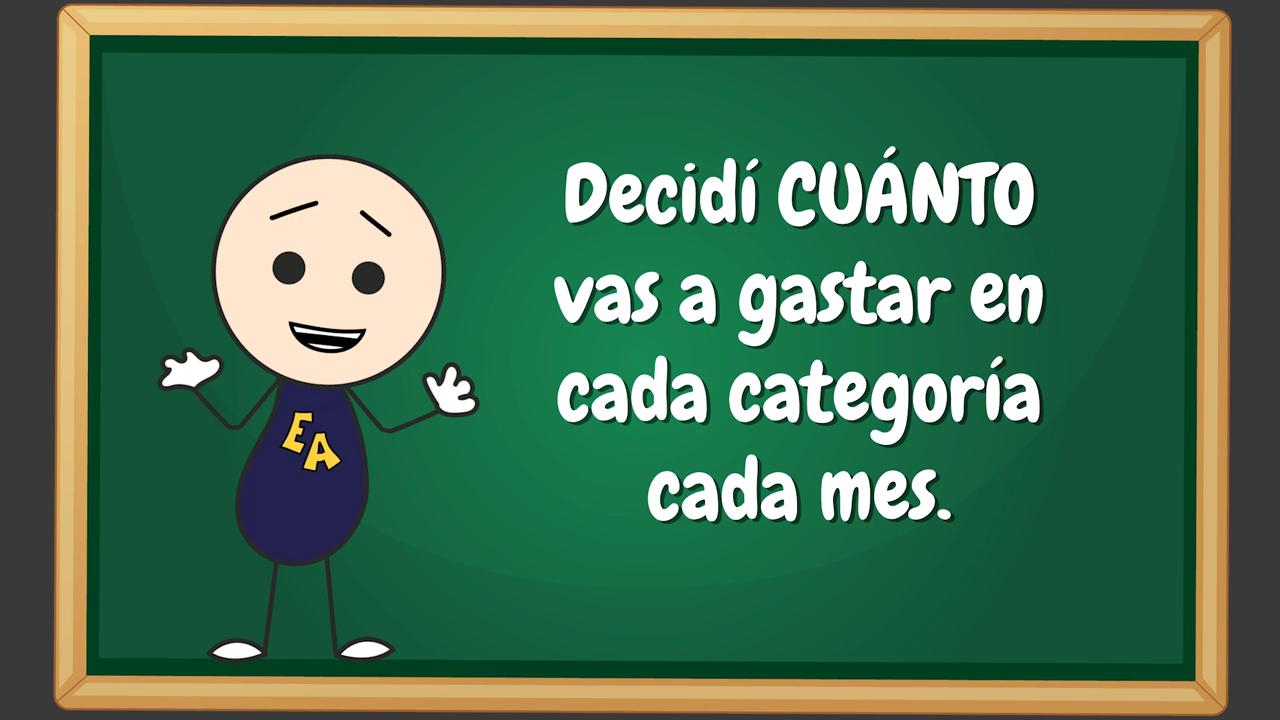 EA
Decidí CUÁNTO
vas a gastar en
cada categoría
cada mes.